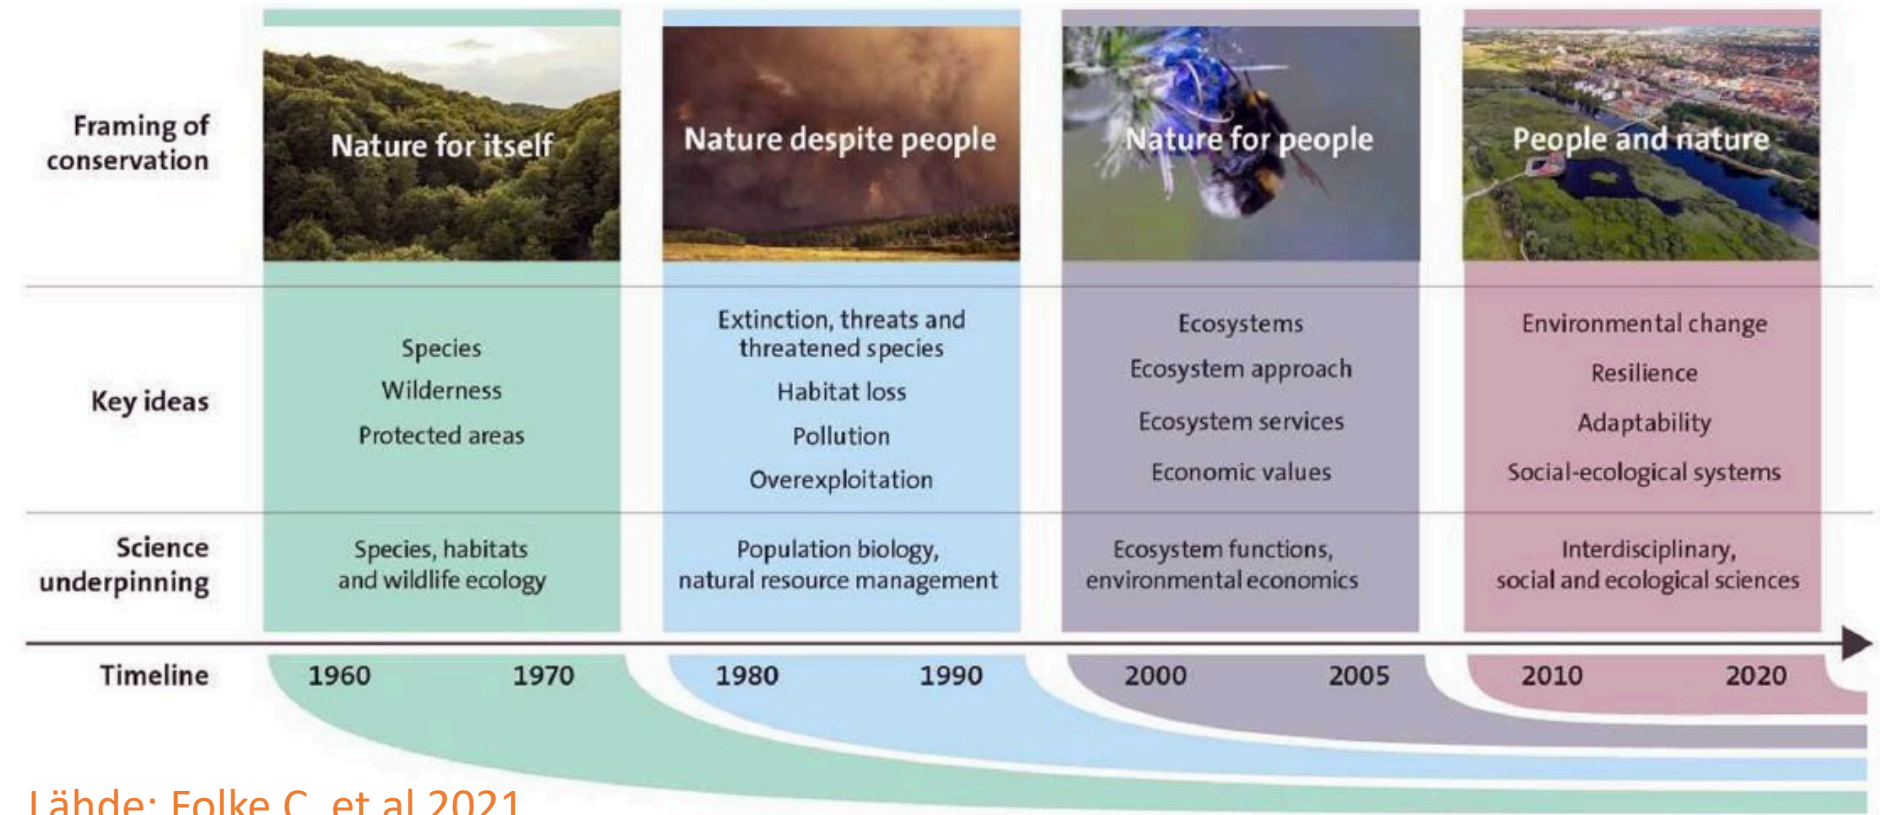 Framing of
conservation
Nature for itself
Nature despite people
Nature for people
People and nature
Key ideas
Species
Wilderness
Protected areas
Extinction, threats and
threatened species
Habitat loss
Pollution
Overexploitation
Ecosystems
Ecosystem approach
Ecosystem services
Economic values
Environmental change
Resilience
Adaptability
Social-ecological systems
Science
underpinning
Species, habitats
and wildlife ecology
Population biology,
natural resource management
Ecosystem functions,
environmental economics
Interdisciplinary,
social and ecological sciences
Timeline
1960 1970 1980 1990 2000 2005 2010 2020
Lähde: Folke C. et al 2021